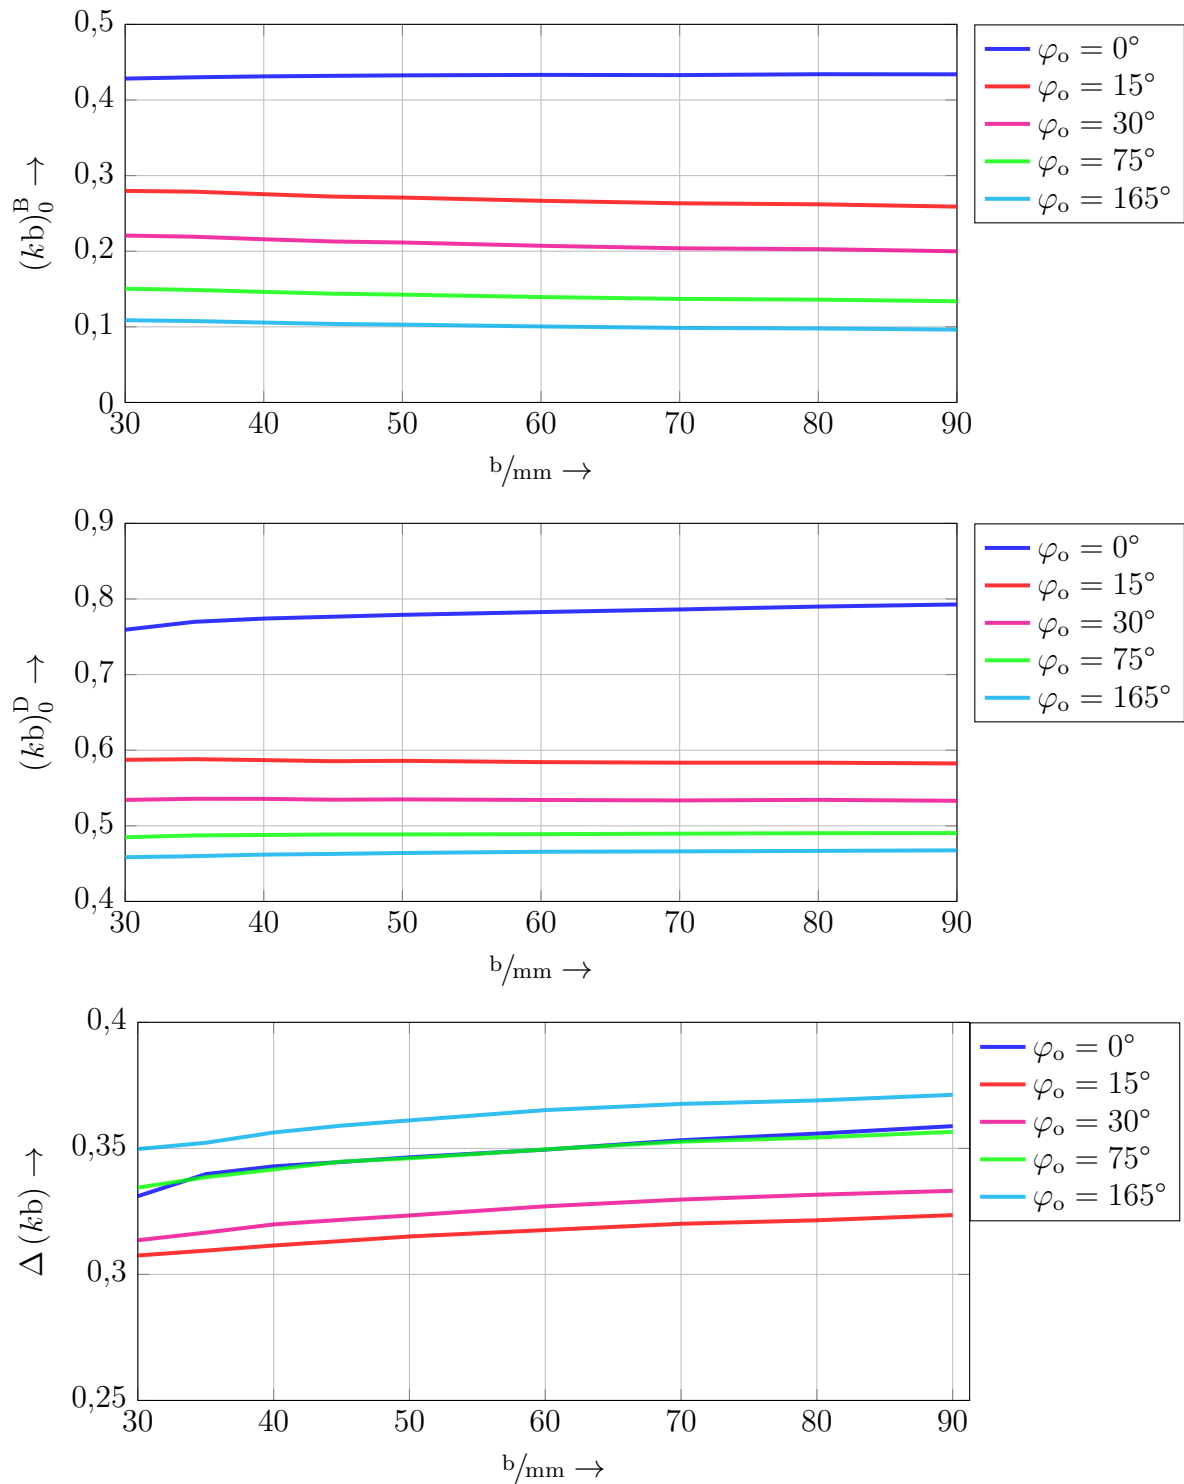 0,5
0,4
0,3
0,2
0,1
0
(kb)₀ᴮ →
30 40 50 60 70 80 90
b/mm →
φₒ = 0°
φₒ = 15°
φₒ = 30°
φₒ = 75°
φₒ = 165°
0,9
0,8
0,7
0,6
0,5
0,4
(kb)₀ᴰ →
30 40 50 60 70 80 90
b/mm →
φₒ = 0°
φₒ = 15°
φₒ = 30°
φₒ = 75°
φₒ = 165°
0,4
0,35
0,3
0,25
Δ (kb) →
30 40 50 60 70 80 90
b/mm →
φₒ = 0°
φₒ = 15°
φₒ = 30°
φₒ = 75°
φₒ = 165°